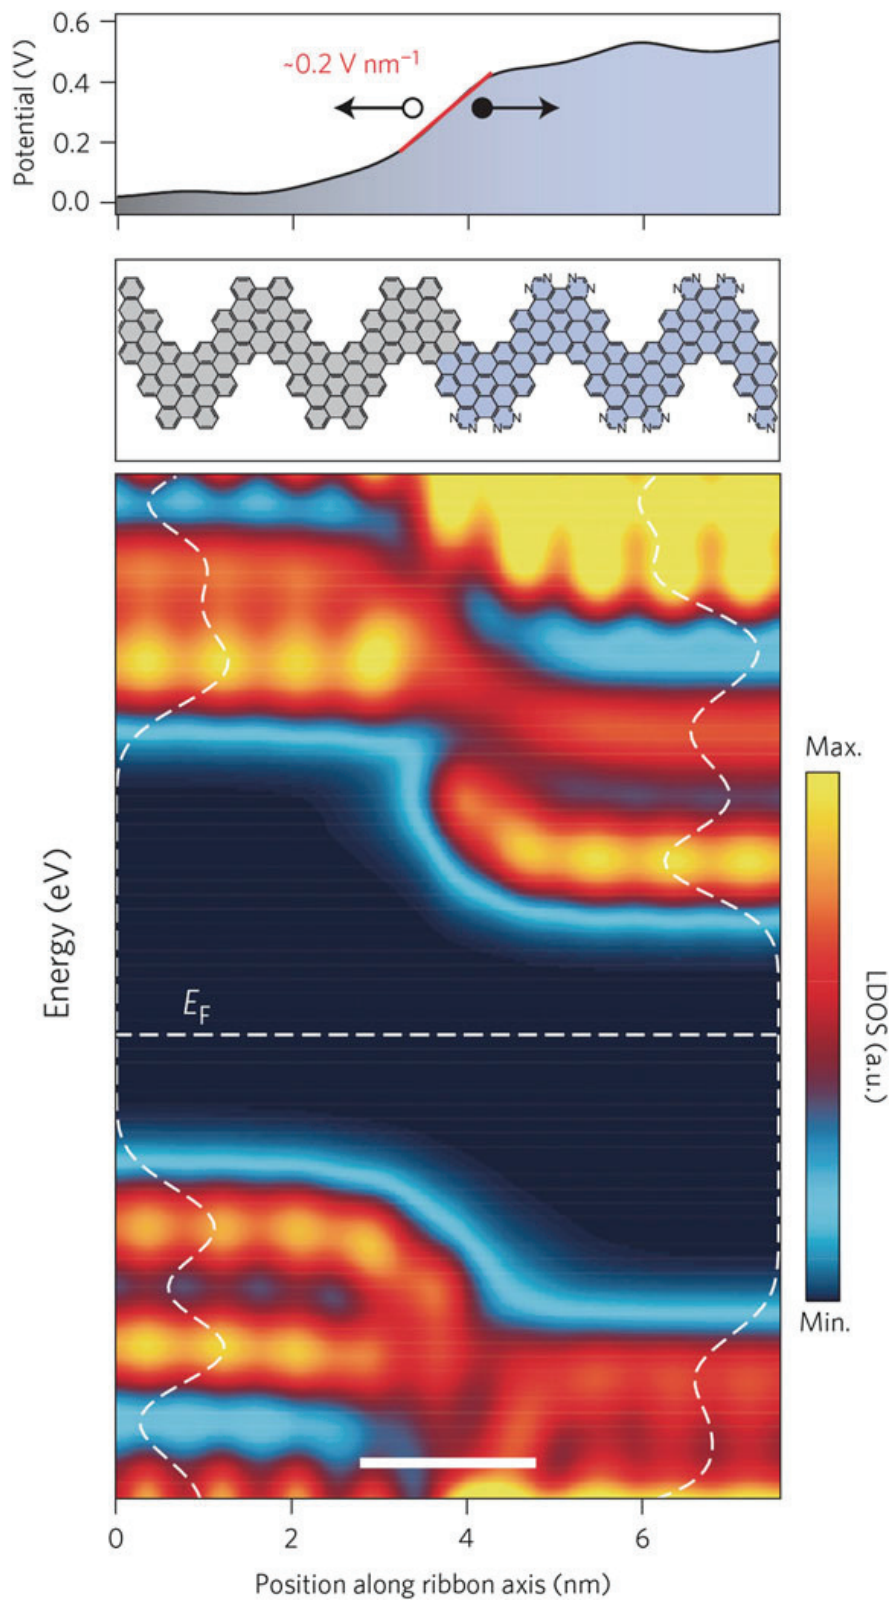 0.6
0.4
0.2
0.0
Potential (V)
~0.2 V nm⁻¹
N N N N N N N N
N N N N N N N N N N
Energy (eV)
E_F
Max.
Min.
LDOS (a.u.)
0 2 4 6
Position along ribbon axis (nm)